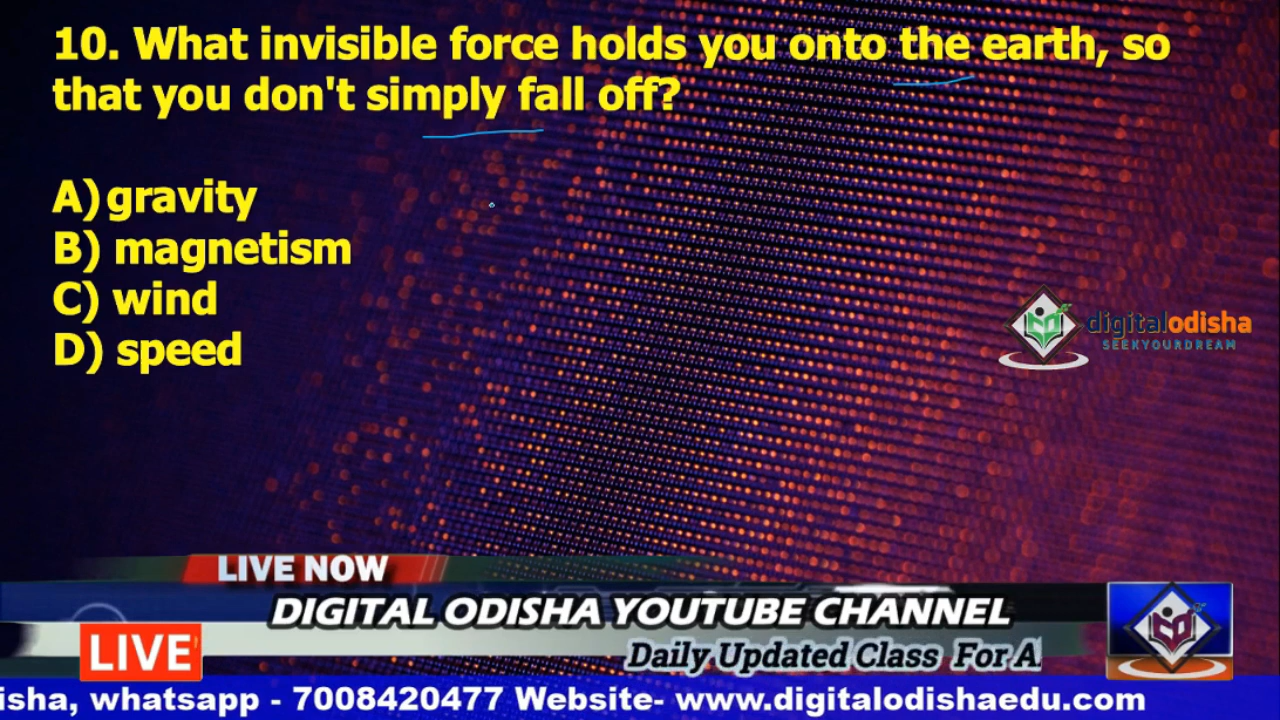 10. What invisible force holds you onto the earth, so
that you don't simply fall off?
A) gravity
B) magnetism
C) wind
D) speed
digitalodisha
SEEKYOURDREAM
LIVE NOW
DIGITAL ODISHA YOUTUBE CHANNEL
LIVE
Daily Updated Class For A
isha, whatsapp - 7008420477 Website- www.digitalodishaedu.com